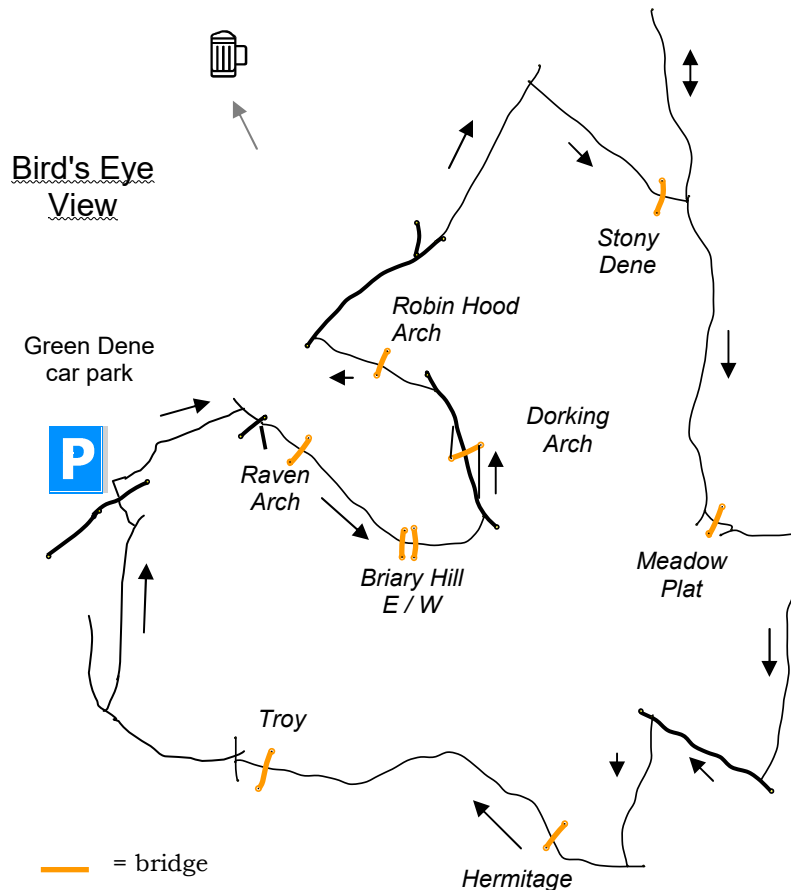 Bird's Eye
View
Stony
Dene
Robin Hood
Arch
Green Dene
car park
P
Dorking
Arch
Raven
Arch
Briary Hill
E / W
Meadow
Plat
Troy
Hermitage
= bridge